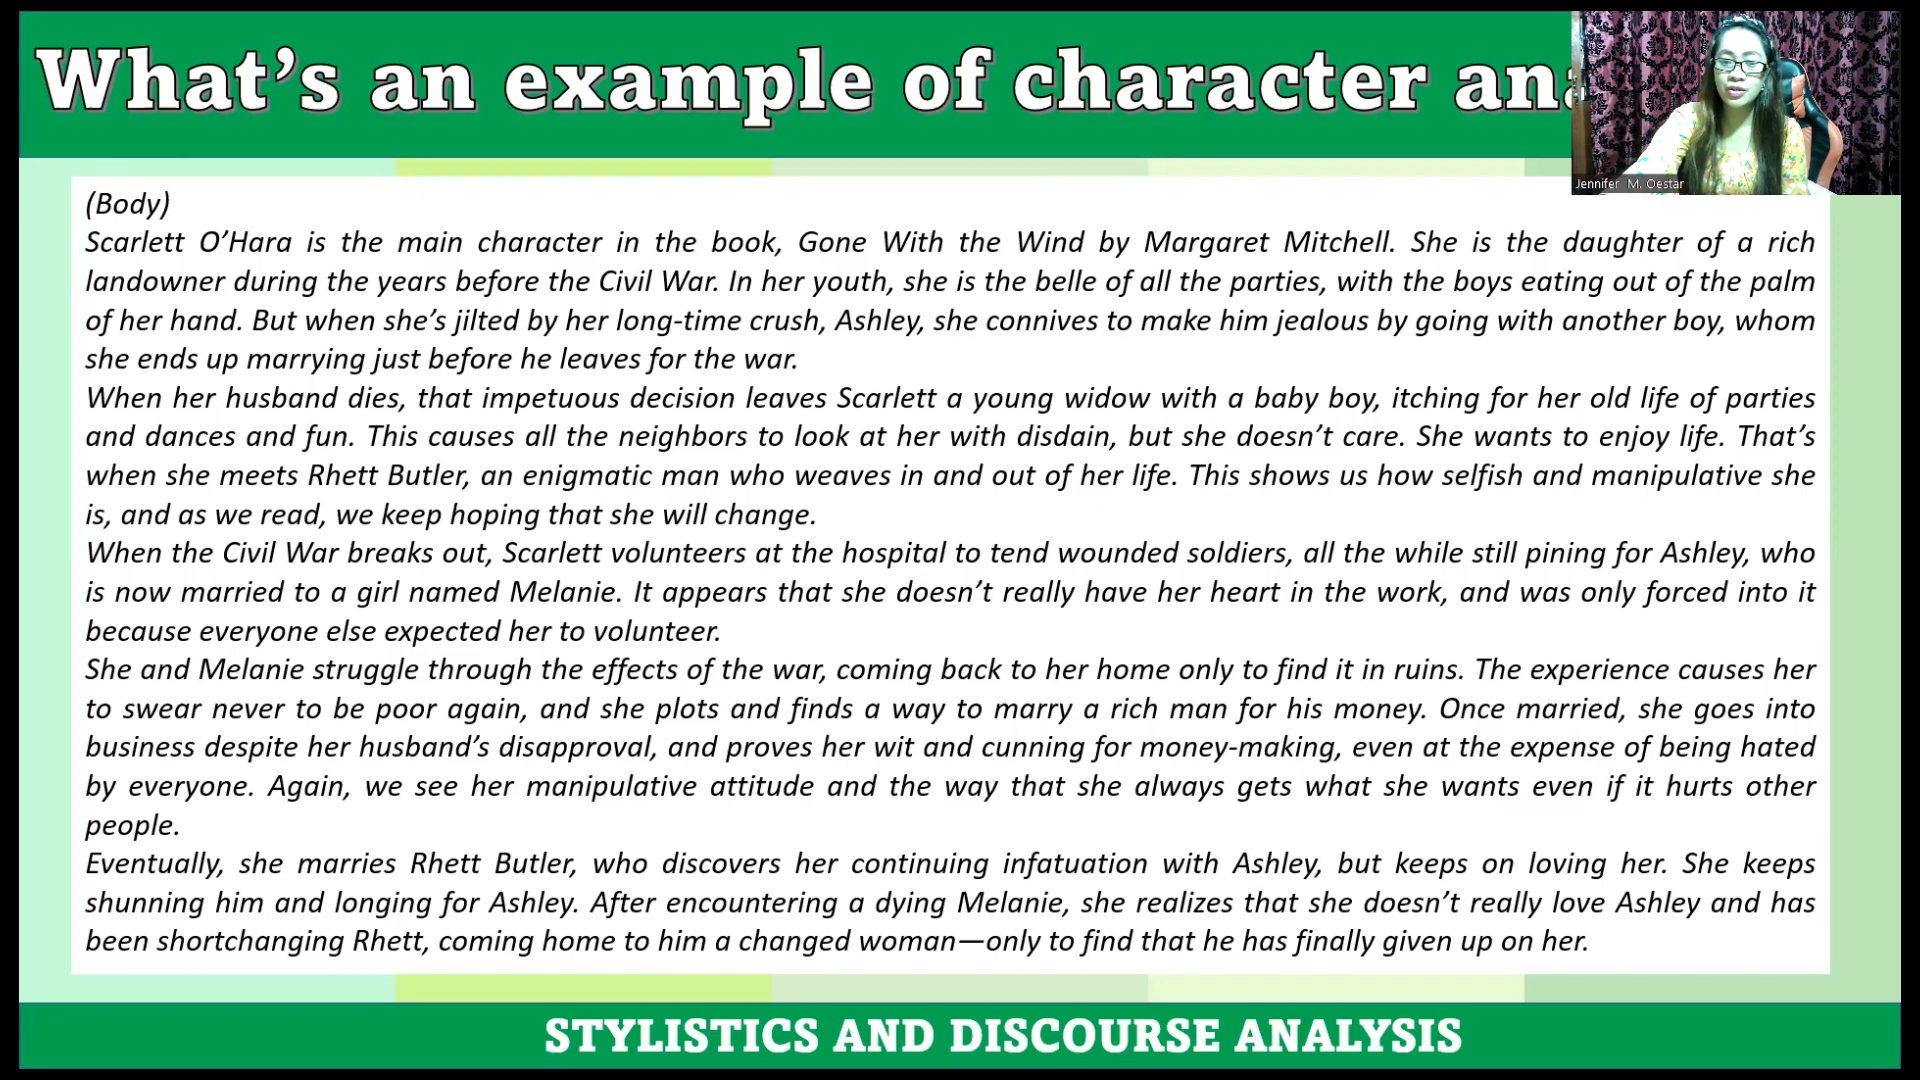 What's an example of character ana
Jennifer M. Oestar
(Body)
Scarlett O'Hara is the main character in the book, Gone With the Wind by Margaret Mitchell. She is the daughter of a rich
landowner during the years before the Civil War. In her youth, she is the belle of all the parties, with the boys eating out of the palm
of her hand. But when she's jilted by her long-time crush, Ashley, she connives to make him jealous by going with another boy, whom
she ends up marrying just before he leaves for the war.
When her husband dies, that impetuous decision leaves Scarlett a young widow with a baby boy, itching for her old life of parties
and dances and fun. This causes all the neighbors to look at her with disdain, but she doesn't care. She wants to enjoy life. That's
when she meets Rhett Butler, an enigmatic man who weaves in and out of her life. This shows us how selfish and manipulative she
is, and as we read, we keep hoping that she will change.
When the Civil War breaks out, Scarlett volunteers at the hospital to tend wounded soldiers, all the while still pining for Ashley, who
is now married to a girl named Melanie. It appears that she doesn't really have her heart in the work, and was only forced into it
because everyone else expected her to volunteer.
She and Melanie struggle through the effects of the war, coming back to her home only to find it in ruins. The experience causes her
to swear never to be poor again, and she plots and finds a way to marry a rich man for his money. Once married, she goes into
business despite her husband's disapproval, and proves her wit and cunning for money-making, even at the expense of being hated
by everyone. Again, we see her manipulative attitude and the way that she always gets what she wants even if it hurts other
people.
Eventually, she marries Rhett Butler, who discovers her continuing infatuation with Ashley, but keeps on loving her. She keeps
shunning him and longing for Ashley. After encountering a dying Melanie, she realizes that she doesn't really love Ashley and has
been shortchanging Rhett, coming home to him a changed woman—only to find that he has finally given up on her.
STYLISTICS AND DISCOURSE ANALYSIS